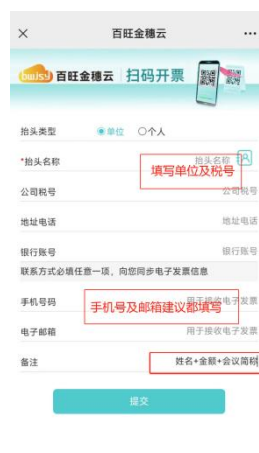 × 百旺金穗云 ···
bwjsy 百旺金穗云 扫码开票
抬头类型 单位 个人
*抬头名称 抬头名称
填写单位及税号
公司税号 公司税号
地址电话 地址电话
银行账号 银行账号
联系方式必填任意一项，向您同步电子发票信息
手机号码 用于接收电子发票
手机号及邮箱建议都填写
电子邮箱 用于接收电子发票
备注 姓名+金额+会议简称
提交